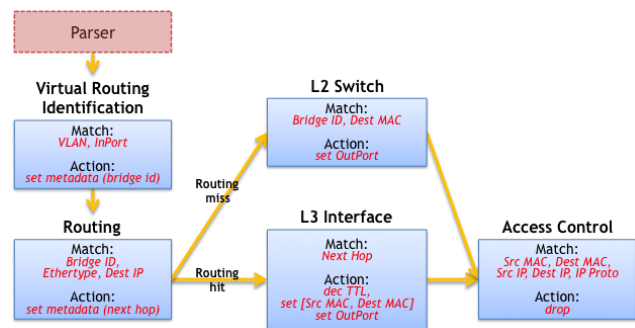 Parser
Virtual Routing
Identification
Match:
VLAN, InPort
Action:
set metadata (bridge id)
Routing
Match:
Bridge ID,
Ethertype, Dest IP
Action:
set metadata (next hop)
Routing
miss
Routing
hit
L2 Switch
Match:
Bridge ID, Dest MAC
Action:
set OutPort
L3 Interface
Match:
Next Hop
Action:
dec TTL,
set [Src MAC, Dest MAC]
set OutPort
Access Control
Match:
Src MAC, Dest MAC,
Src IP, Dest IP, IP Proto
Action:
drop